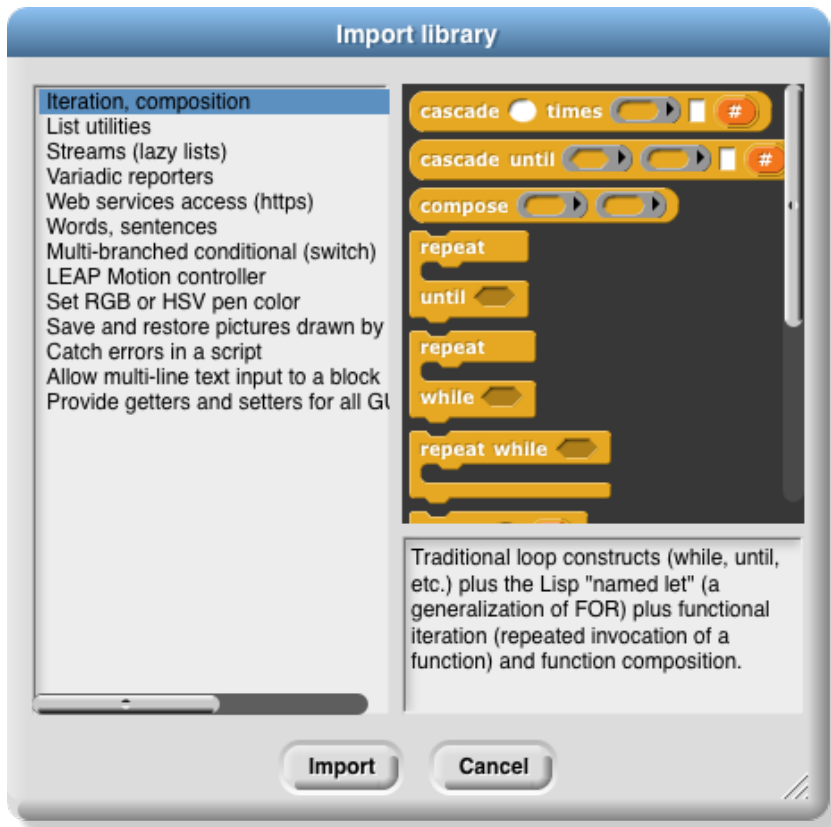 Import library
Iteration, composition
List utilities
Streams (lazy lists)
Variadic reporters
Web services access (https)
Words, sentences
Multi-branched conditional (switch)
LEAP Motion controller
Set RGB or HSV pen color
Save and restore pictures drawn by
Catch errors in a script
Allow multi-line text input to a block
Provide getters and setters for all
cascade times #
cascade until #
compose
repeat
until
repeat
while
repeat while
Traditional loop constructs (while, until,
etc.) plus the Lisp "named let" (a
generalization of FOR) plus functional
iteration (repeated invocation of a
function) and function composition.
Import Cancel